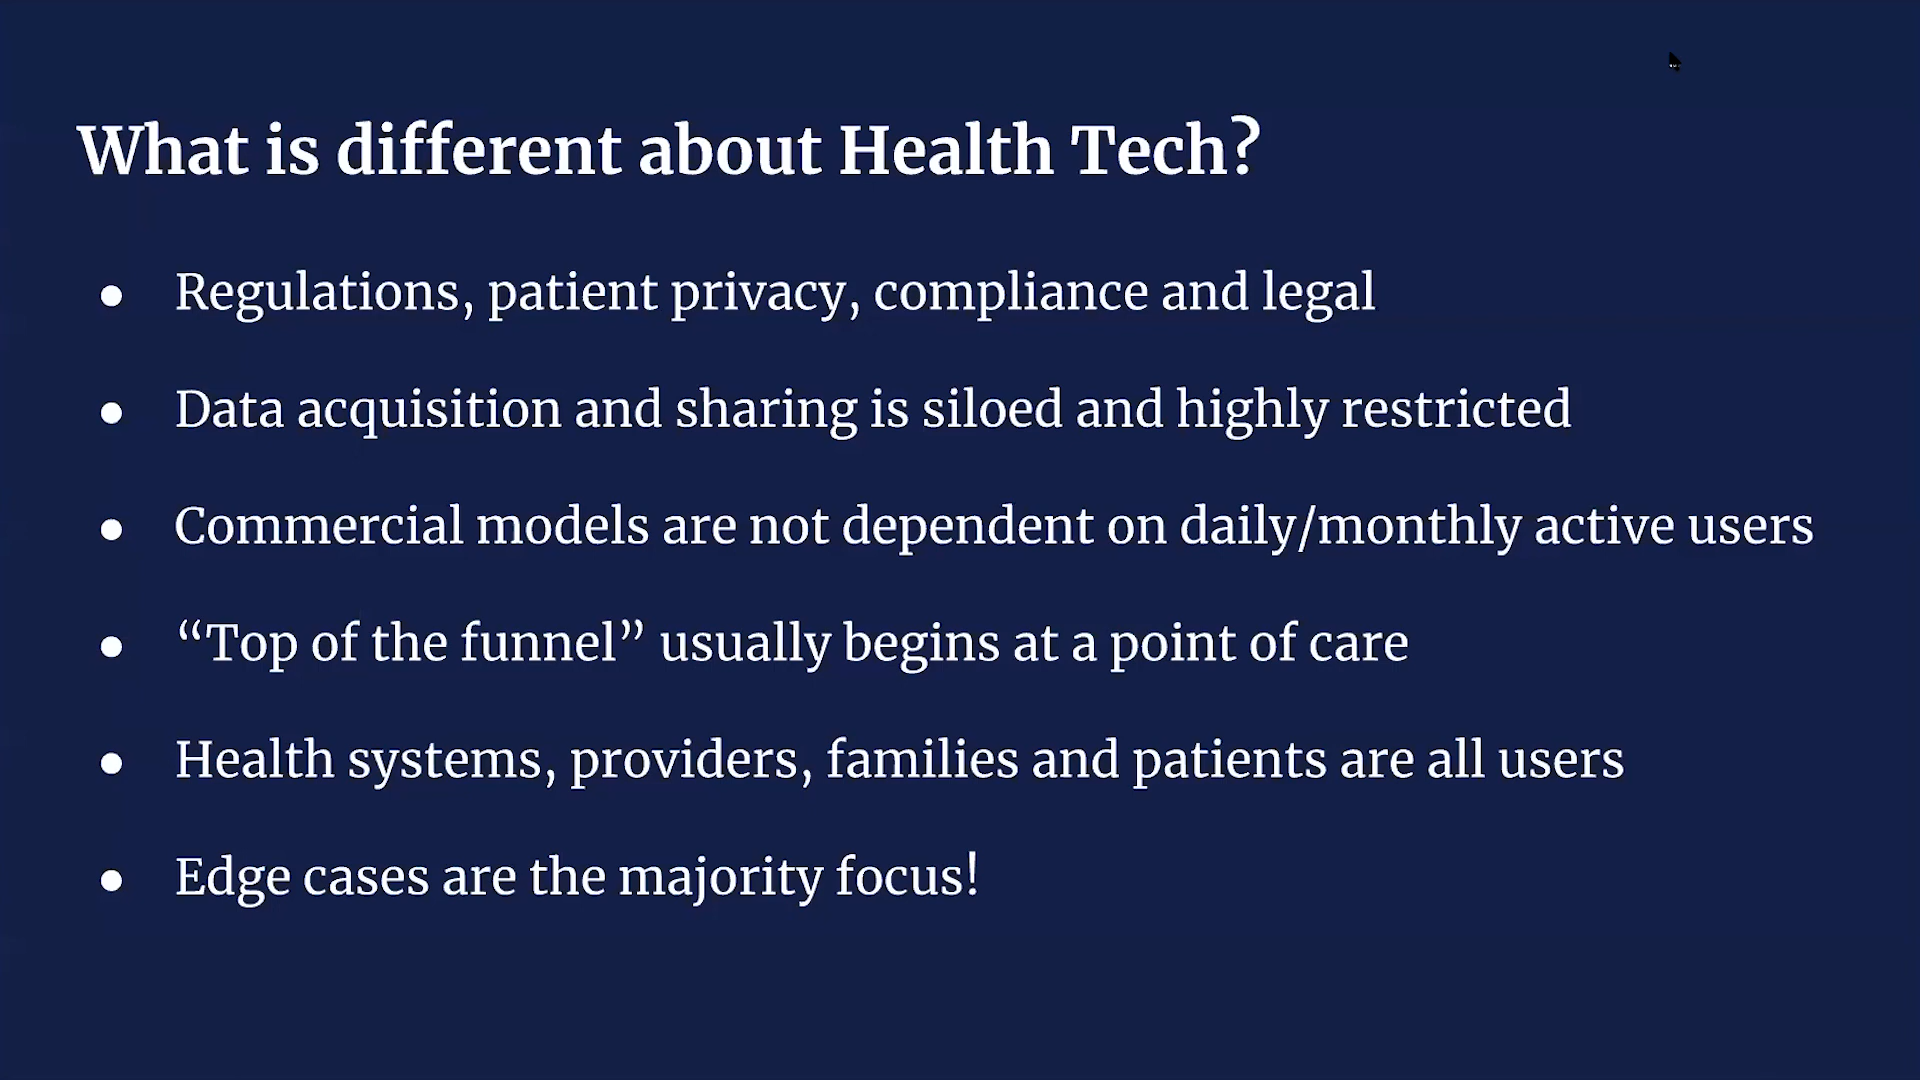 What is different about Health Tech?
● Regulations, patient privacy, compliance and legal
● Data acquisition and sharing is siloed and highly restricted
● Commercial models are not dependent on daily/monthly active users
● “Top of the funnel” usually begins at a point of care
● Health systems, providers, families and patients are all users
● Edge cases are the majority focus!